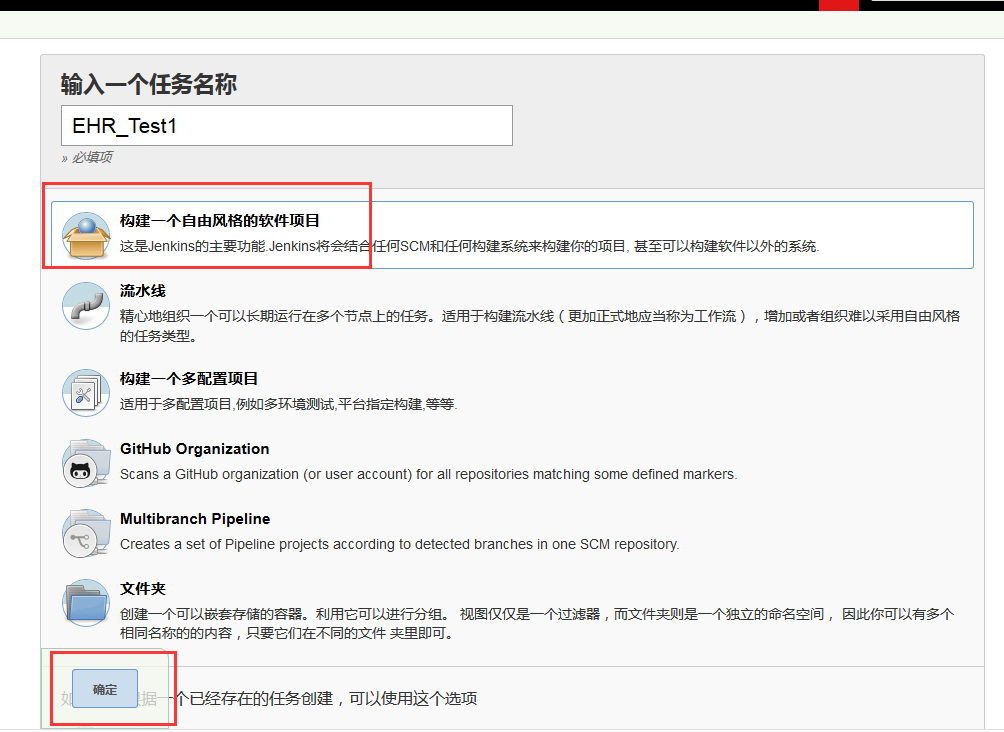 输入一个任务名称
EHR_Test1
» 必填项
构建一个自由风格的软件项目
这是Jenkins的主要功能.Jenkins将会结合任何SCM和任何构建系统来构建你的项目, 甚至可以构建软件以外的系统.
流水线
精心地组织一个可以长期运行在多个节点上的任务。适用于构建流水线（更加正式地应当称为工作流），增加或者组织难以采用自由风格
的任务类型。
构建一个多配置项目
适用于多配置项目,例如多环境测试,平台指定构建,等等.
GitHub Organization
Scans a GitHub organization (or user account) for all repositories matching some defined markers.
Multibranch Pipeline
Creates a set of Pipeline projects according to detected branches in one SCM repository.
文件夹
创建一个可以嵌套存储的容器。利用它可以进行分组。 视图仅仅是一个过滤器，而文件夹则是一个独立的命名空间， 因此你可以有多个
相同名称的的内容，只要它们在不同的文件 夹里即可。
确定
如 据一个已经存在的任务创建，可以使用这个选项